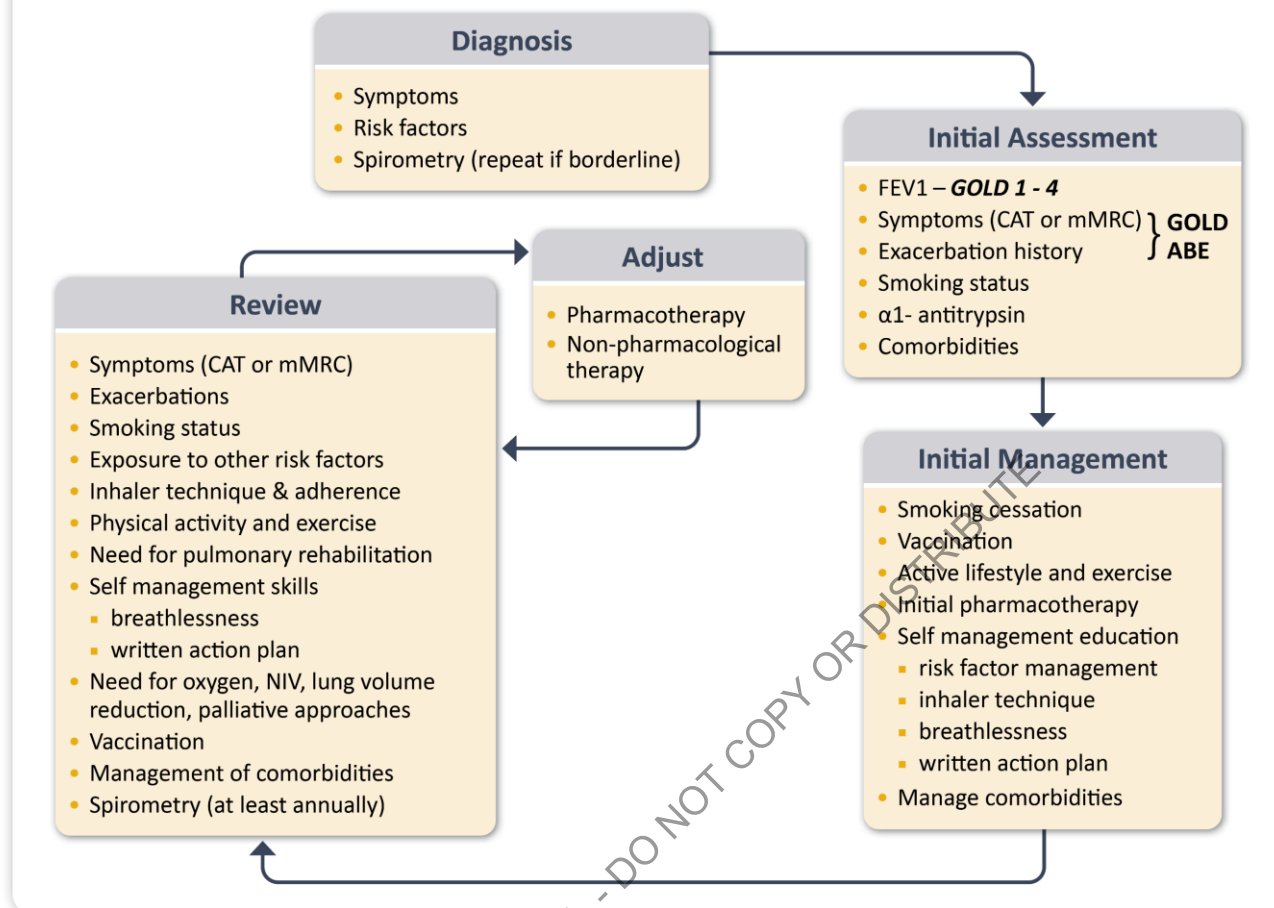 Diagnosis
• Symptoms
• Risk factors
• Spirometry (repeat if borderline)
Initial Assessment
• FEV1 – GOLD 1 - 4
• Symptoms (CAT or mMRC)
• Exacerbation history
} GOLD
ABE
• Smoking status
• α1- antitrypsin
• Comorbidities
Initial Management
• Smoking cessation
• Vaccination
• Active lifestyle and exercise
• Initial pharmacotherapy
• Self management education
▪ risk factor management
▪ inhaler technique
▪ breathlessness
▪ written action plan
• Manage comorbidities
Review
• Symptoms (CAT or mMRC)
• Exacerbations
• Smoking status
• Exposure to other risk factors
• Inhaler technique & adherence
• Physical activity and exercise
• Need for pulmonary rehabilitation
• Self management skills
▪ breathlessness
▪ written action plan
• Need for oxygen, NIV, lung volume
reduction, palliative approaches
• Vaccination
• Management of comorbidities
• Spirometry (at least annually)
Adjust
• Pharmacotherapy
• Non-pharmacological
therapy
- DO NOT COPY OR DISTRIBUTE